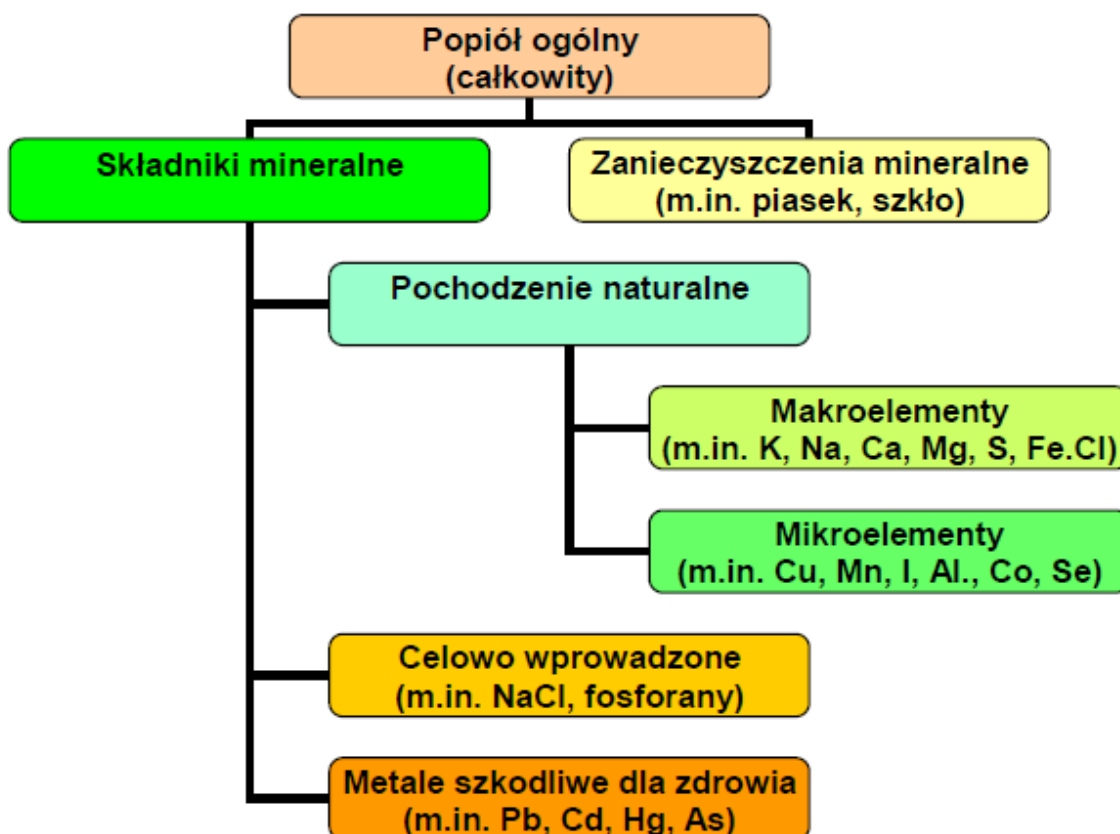 Popiół ogólny
(całkowity)
Składniki mineralne
Zanieczyszczenia mineralne
(m.in. piasek, szkło)
Pochodzenie naturalne
Makroelementy
(m.in. K, Na, Ca, Mg, S, Fe.Cl)
Mikroelementy
(m.in. Cu, Mn, I, Al., Co, Se)
Celowo wprowadzone
(m.in. NaCl, fosforany)
Metale szkodliwe dla zdrowia
(m.in. Pb, Cd, Hg, As)